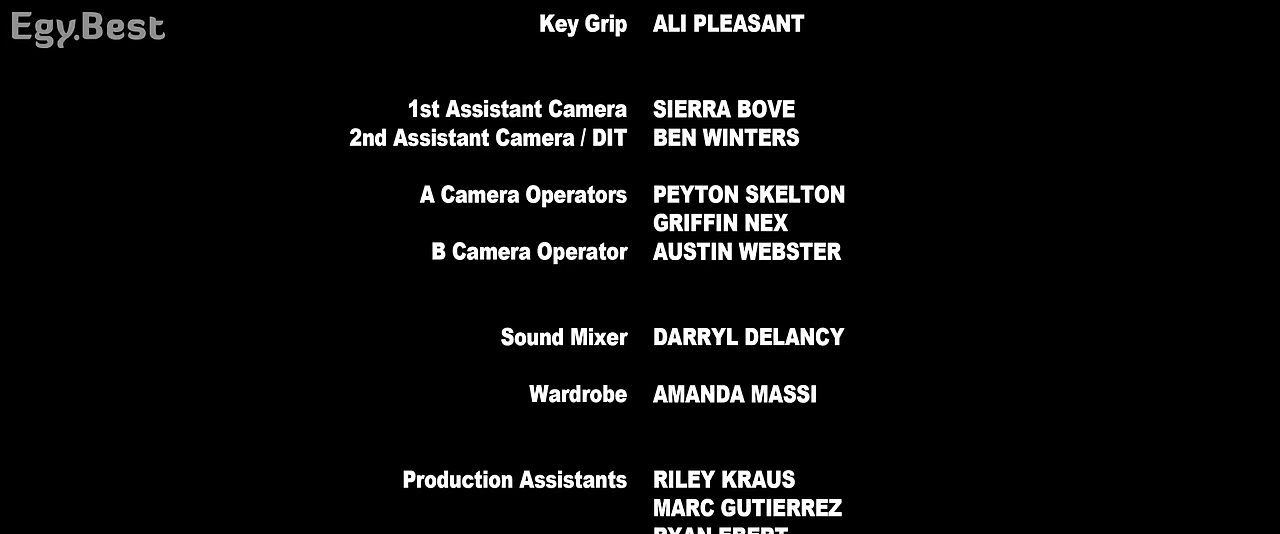 Egy.Best
Key Grip ALI PLEASANT
1st Assistant Camera SIERRA BOVE
2nd Assistant Camera / DIT BEN WINTERS
A Camera Operators PEYTON SKELTON
GRIFFIN NEX
B Camera Operator AUSTIN WEBSTER
Sound Mixer DARRYL DELANCY
Wardrobe AMANDA MASSI
Production Assistants RILEY KRAUS
MARC GUTIERREZ
RYAN EBERT